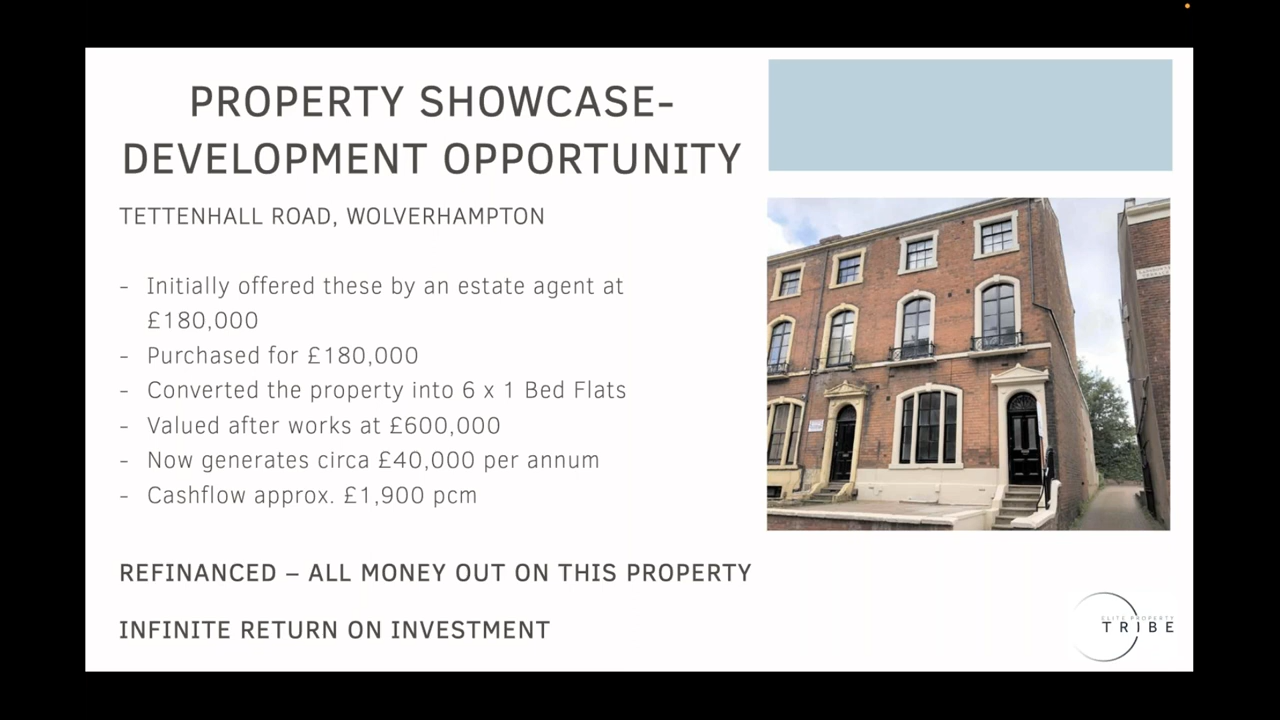 PROPERTY SHOWCASE-
DEVELOPMENT OPPORTUNITY
TETTENHALL ROAD, WOLVERHAMPTON
- Initially offered these by an estate agent at
£180,000
- Purchased for £180,000
- Converted the property into 6 x 1 Bed Flats
- Valued after works at £600,000
- Now generates circa £40,000 per annum
- Cashflow approx. £1,900 pcm
REFINANCED – ALL MONEY OUT ON THIS PROPERTY
INFINITE RETURN ON INVESTMENT
ELITE PROPERTY
TRIBE